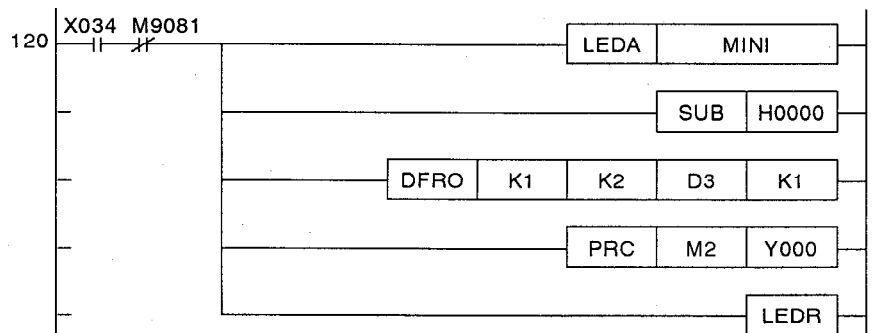 X034 M9081
120 LEDA MINI
SUB H0000
DFRO K1 K2 D3 K1
PRC M2 Y000
LEDR